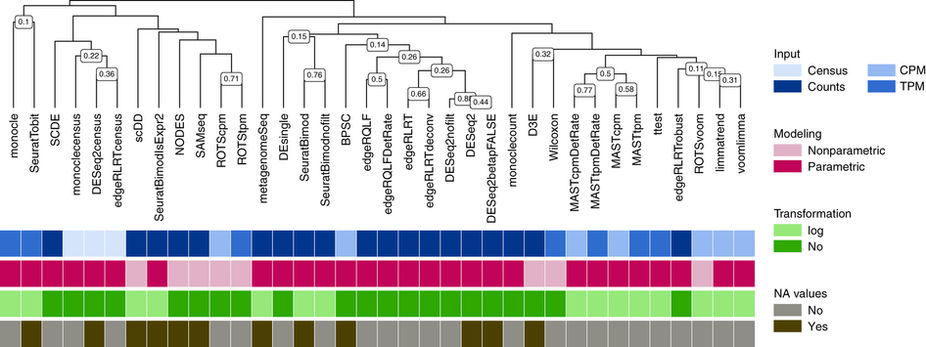 0.1
0.22
0.36
0.71
0.15
0.76
0.14
0.5
0.26
0.66
0.26
0.44
0.32
0.77
0.5
0.58
0.11
0.15
0.31
monocle
SeuratTobit
SCDE
monoclecensus
DESeq2census
edgeRLRTcensus
scDD
SeuratBimodIsExpr2
NODES
SAMseq
ROTScpm
ROTStpm
metagenomeSeq
DEsingle
SeuratBimod
SeuratBimodnofilt
BPSC
edgeRQLF
edgeRQLFDetRate
edgeRLRT
edgeRLRTdeconv
DESeq2nofilt
DESeq2
DESeq2betapFALSE
monoclecount
D3E
Wilcoxon
MASTcpmDetRate
MASTtpmDetRate
MASTcpm
MASTtpm
ttest
edgeRLRTrobust
ROTSvoom
limmatrend
voomlimma
Input
Census
CPM
Counts
TPM
Modeling
Nonparametric
Parametric
Transformation
log
No
NA values
No
Yes